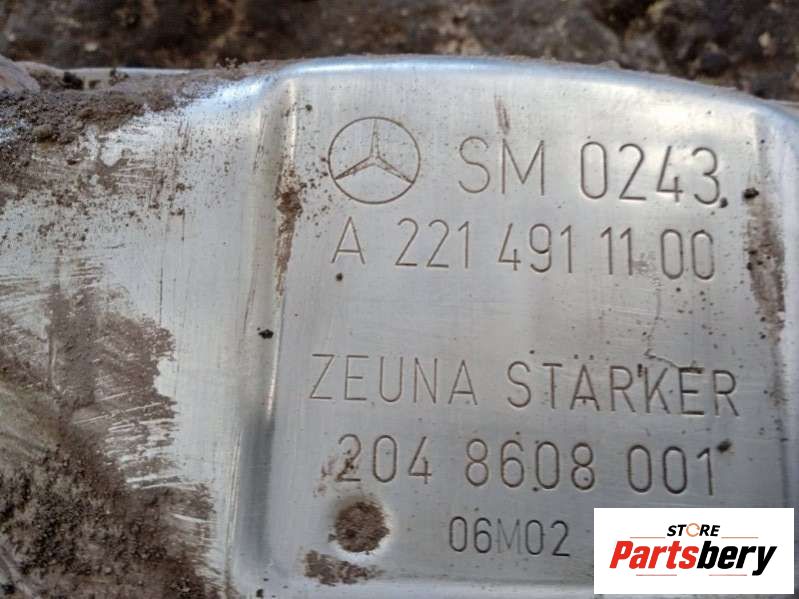 SM 0243
A 221 491 11 00
ZEUNA STÄRKER
204 8608 001
06M02
STORE
Partsbery